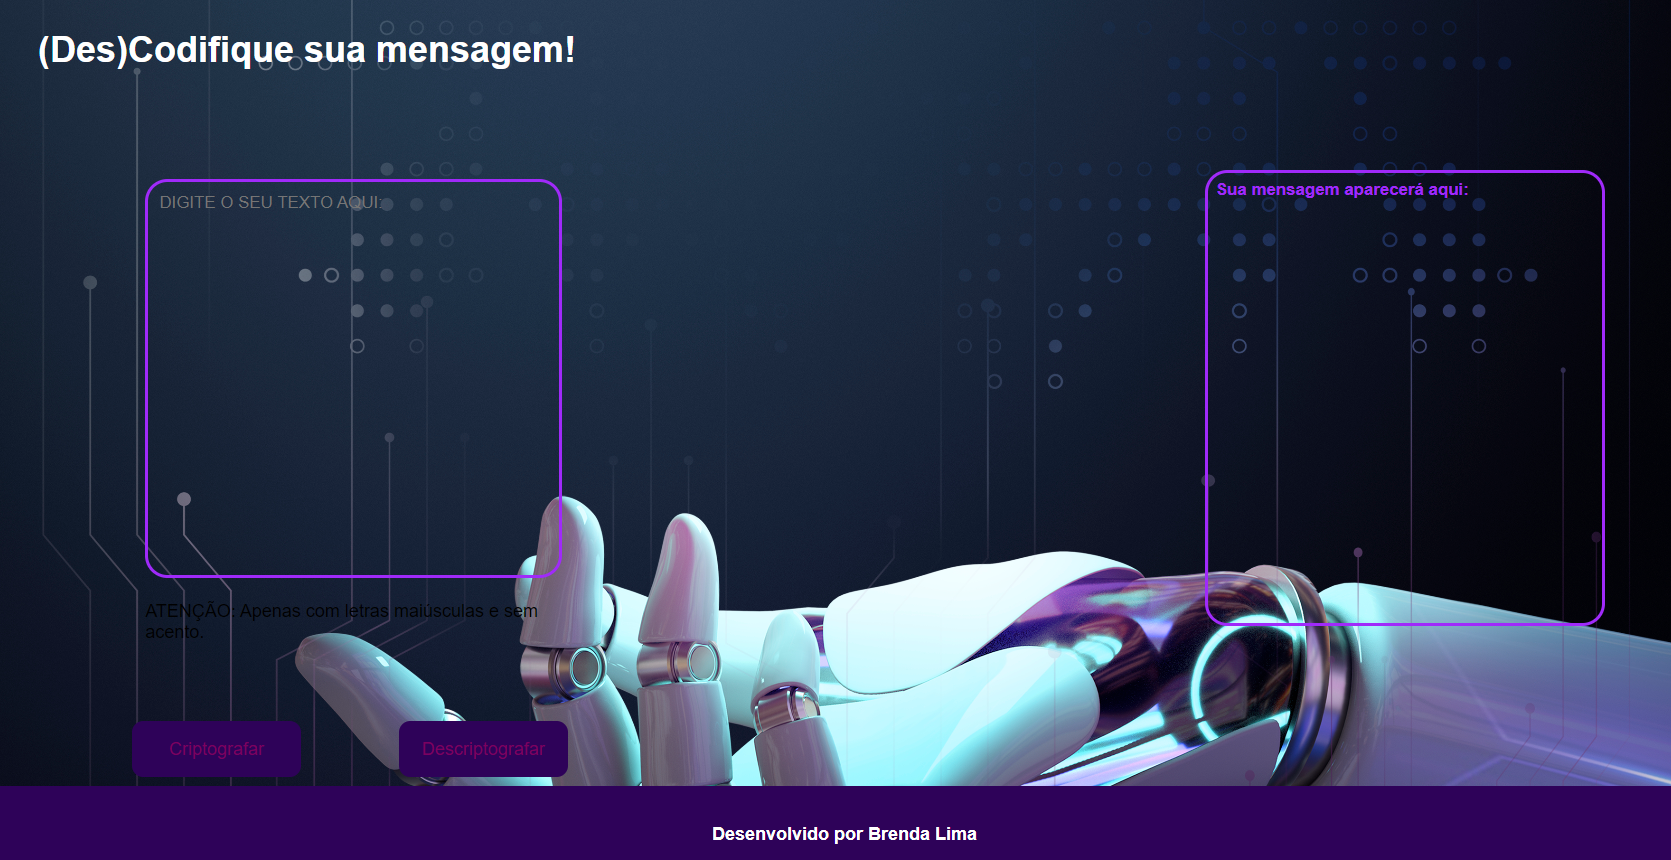 (Des)Codifique sua mensagem!
DIGITE O SEU TEXTO AQUI:
Sua mensagem aparecerá aqui:
ATENÇÃO: Apenas com letras maiúsculas e sem
acento.
Criptografar
Descriptografar
Desenvolvido por Brenda Lima